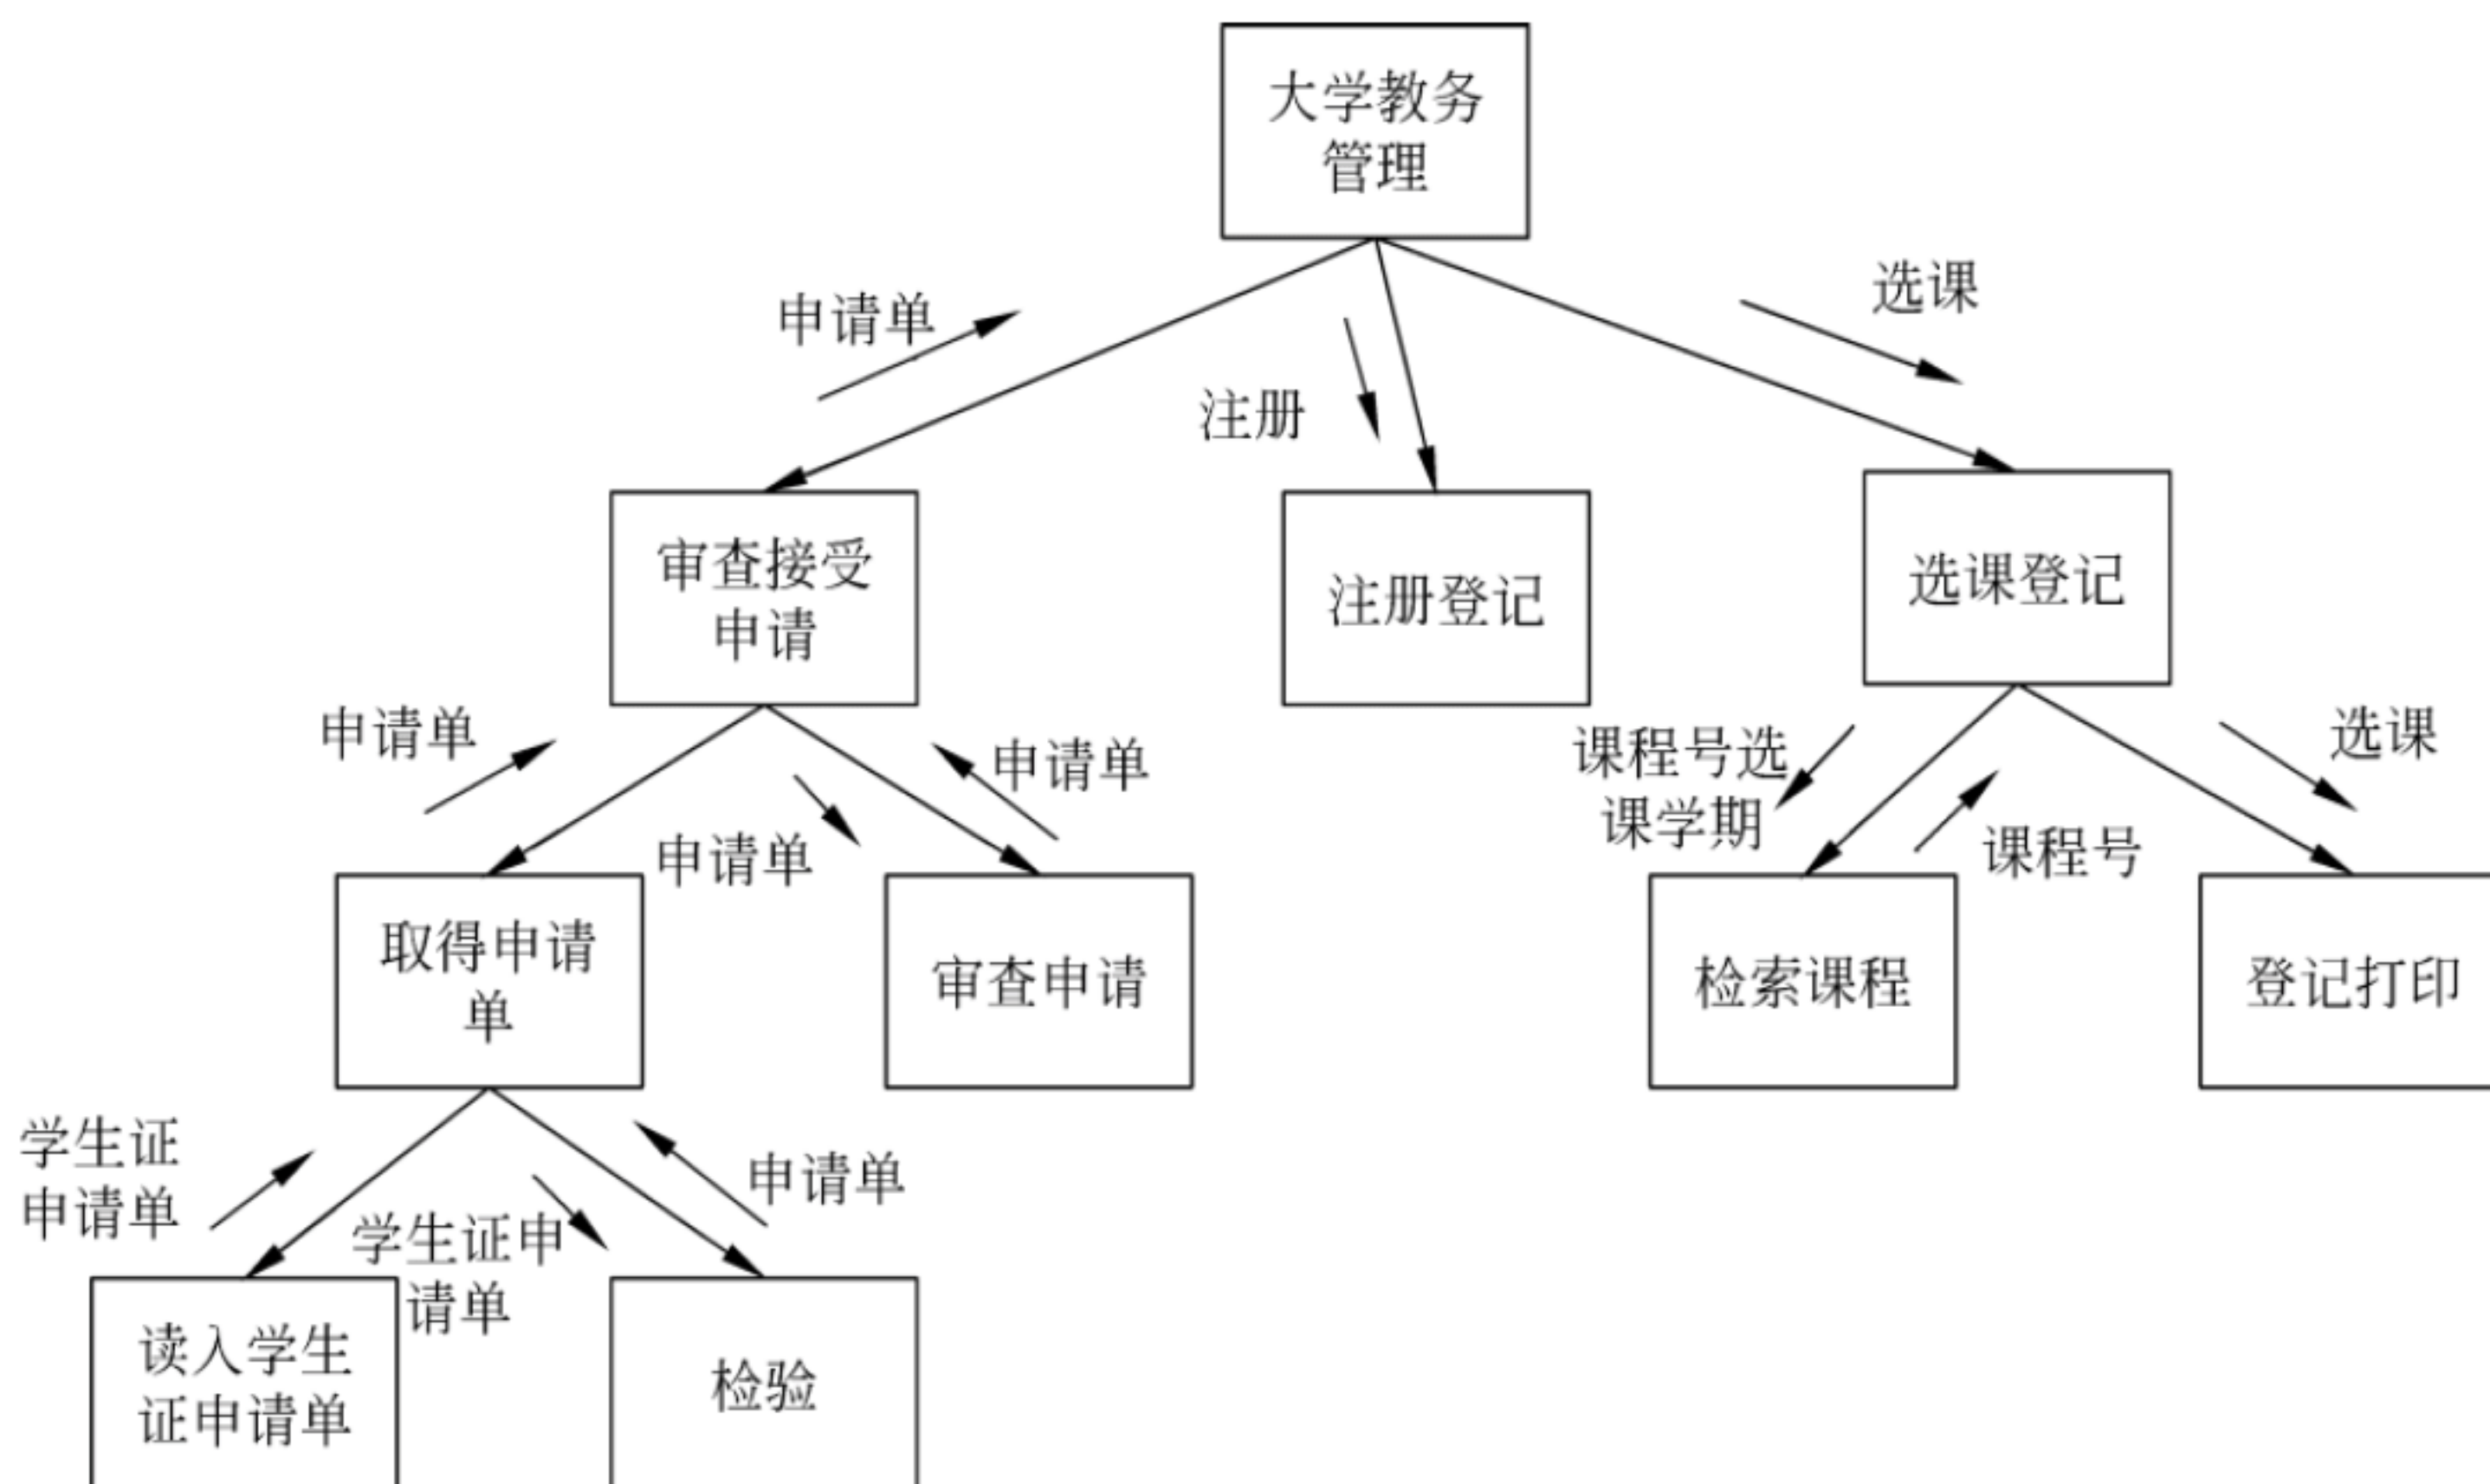 大学教务
管理
申请单
选课
注册
审查接受
申请
注册登记
选课登记
申请单
申请单
申请单
课程号选
课学期
课程号
选课
取得申请
单
审查申请
检索课程
登记打印
学生证
申请单
学生证申
请单
申请单
读入学生
证申请单
检验